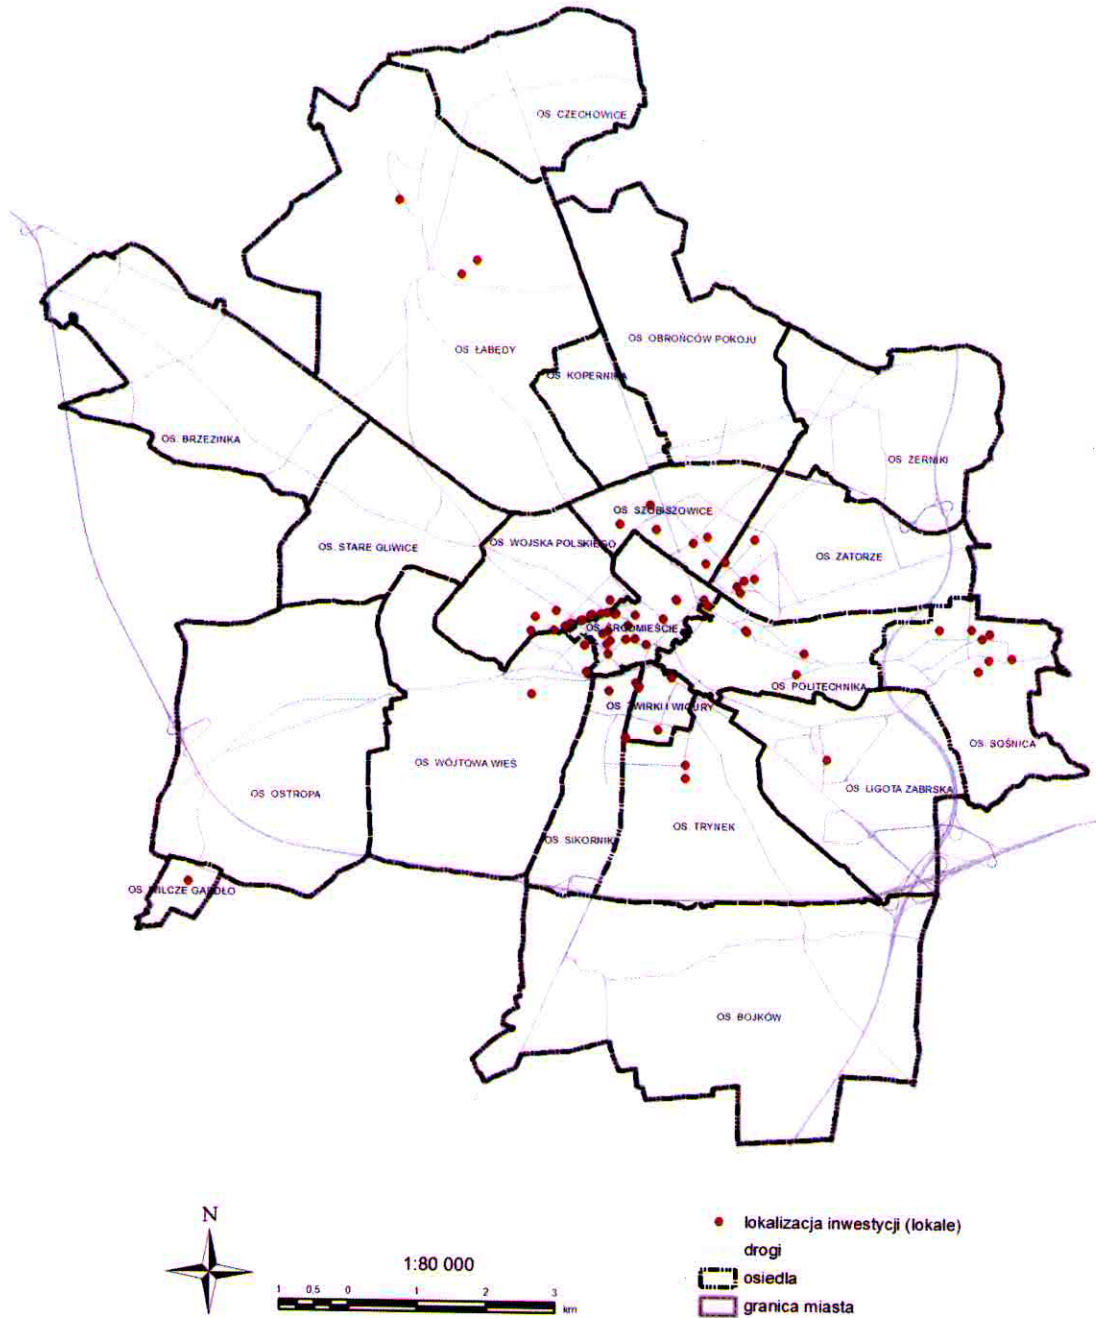 OS. CZECHOWICE
OS. ŁABĘDY
OS. OBROŃCÓW POKOJU
OS. KOPERNIKA
OS. BRZEZINKA
OS. ŻERNIKI
OS. SZOBISZOWICE
OS. STARE GLIWICE
OS. WOJSKA POLSKIEGO
OS. ZATORZE
OS. ŚRÓDMIEŚCIE
OS. POLITECHNIKA
OS. ŻWIRKI I WIGURY
OS. SOŚNICA
OS. WÓJTOWA WIEŚ
OS. OSTROPA
OS. LIGOTA ZABRSKA
OS. TRYNEK
OS. SIKORNIK
OS. WILCZE GARDŁO
OS. BOJKÓW
N
1:80 000
1 0,5 0 1 2 3
km
lokalizacja inwestycji (lokale)
drogi
osiedla
granica miasta